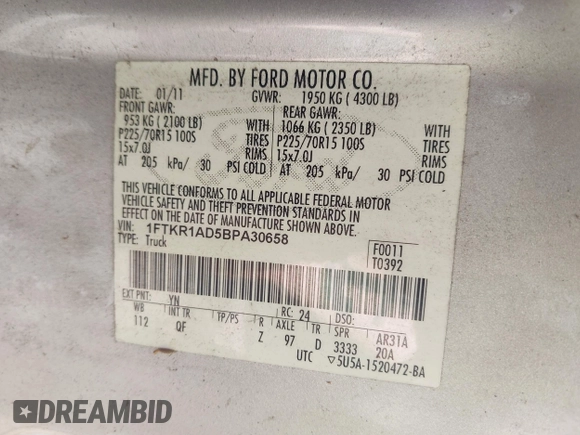 MFD. BY FORD MOTOR CO.
DATE: 01/11 GVWR: 1950 KG ( 4300 LB)
FRONT GAWR: REAR GAWR:
953 KG ( 2100 LB) WITH 1066 KG ( 2350 LB) WITH
P225/70R15 100S TIRES P225/70R15 100S TIRES
15x7.0J RIMS 15x7.0J RIMS
AT 205 kPa/ 30 PSI COLD AT 205 kPa/ 30 PSI COLD
THIS VEHICLE CONFORMS TO ALL APPLICABLE FEDERAL MOTOR
VEHICLE SAFETY AND THEFT PREVENTION STANDARDS IN
EFFECT ON THE DATE OF MANUFACTURE SHOWN ABOVE.
VIN: 1FTKR1AD5BPA30658
TYPE: Truck
F0011
T0392
EXT PNT: YN RC: 24
WB INT TR TP/PS R AXLE TR SPR AR31A
112 QF Z 97 D 3333 20A
UTC ▽5U5A-1520472-BA
DREAMBID